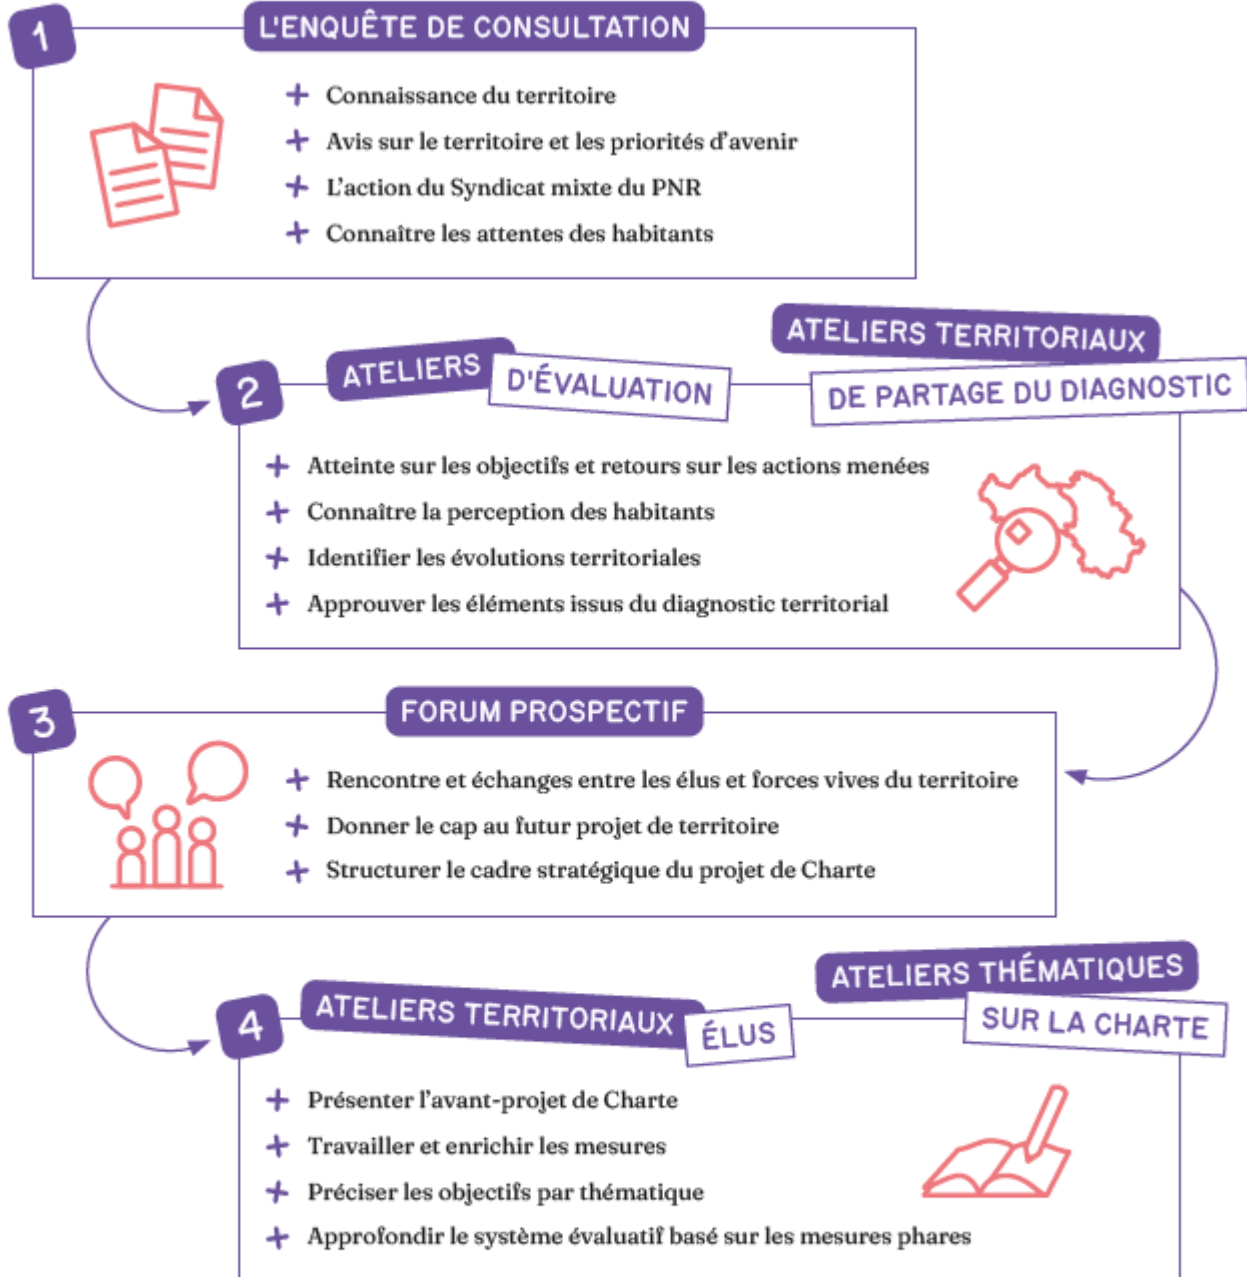 1
L'ENQUÊTE DE CONSULTATION
+ Connaissance du territoire
+ Avis sur le territoire et les priorités d'avenir
+ L'action du Syndicat mixte du PNR
+ Connaître les attentes des habitants
2
ATELIERS D'ÉVALUATION
ATELIERS TERRITORIAUX
DE PARTAGE DU DIAGNOSTIC
+ Atteinte sur les objectifs et retours sur les actions menées
+ Connaître la perception des habitants
+ Identifier les évolutions territoriales
+ Approuver les éléments issus du diagnostic territorial
3
FORUM PROSPECTIF
+ Rencontre et échanges entre les élus et forces vives du territoire
+ Donner le cap au futur projet de territoire
+ Structurer le cadre stratégique du projet de Charte
4
ATELIERS TERRITORIAUX ÉLUS
ATELIERS THÉMATIQUES
SUR LA CHARTE
+ Présenter l'avant-projet de Charte
+ Travailler et enrichir les mesures
+ Préciser les objectifs par thématique
+ Approfondir le système évaluatif basé sur les mesures phares